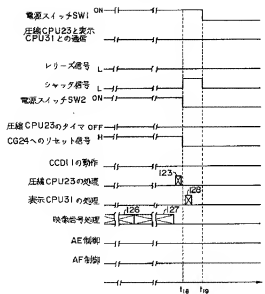 電源スイッチSW1 ON
圧縮CPU23と表示
CPU31との通信
レリーズ信号 L
シャッタ信号 L
電源スイッチSW2 ON
圧縮CPU23のタイマ OFF
CG24へのリセット信号 H
CCD11の動作
圧縮CPU23の処理 123
表示CPU31の処理 128
映像信号処理 126 127
AE制御
AF制御
t18 t19